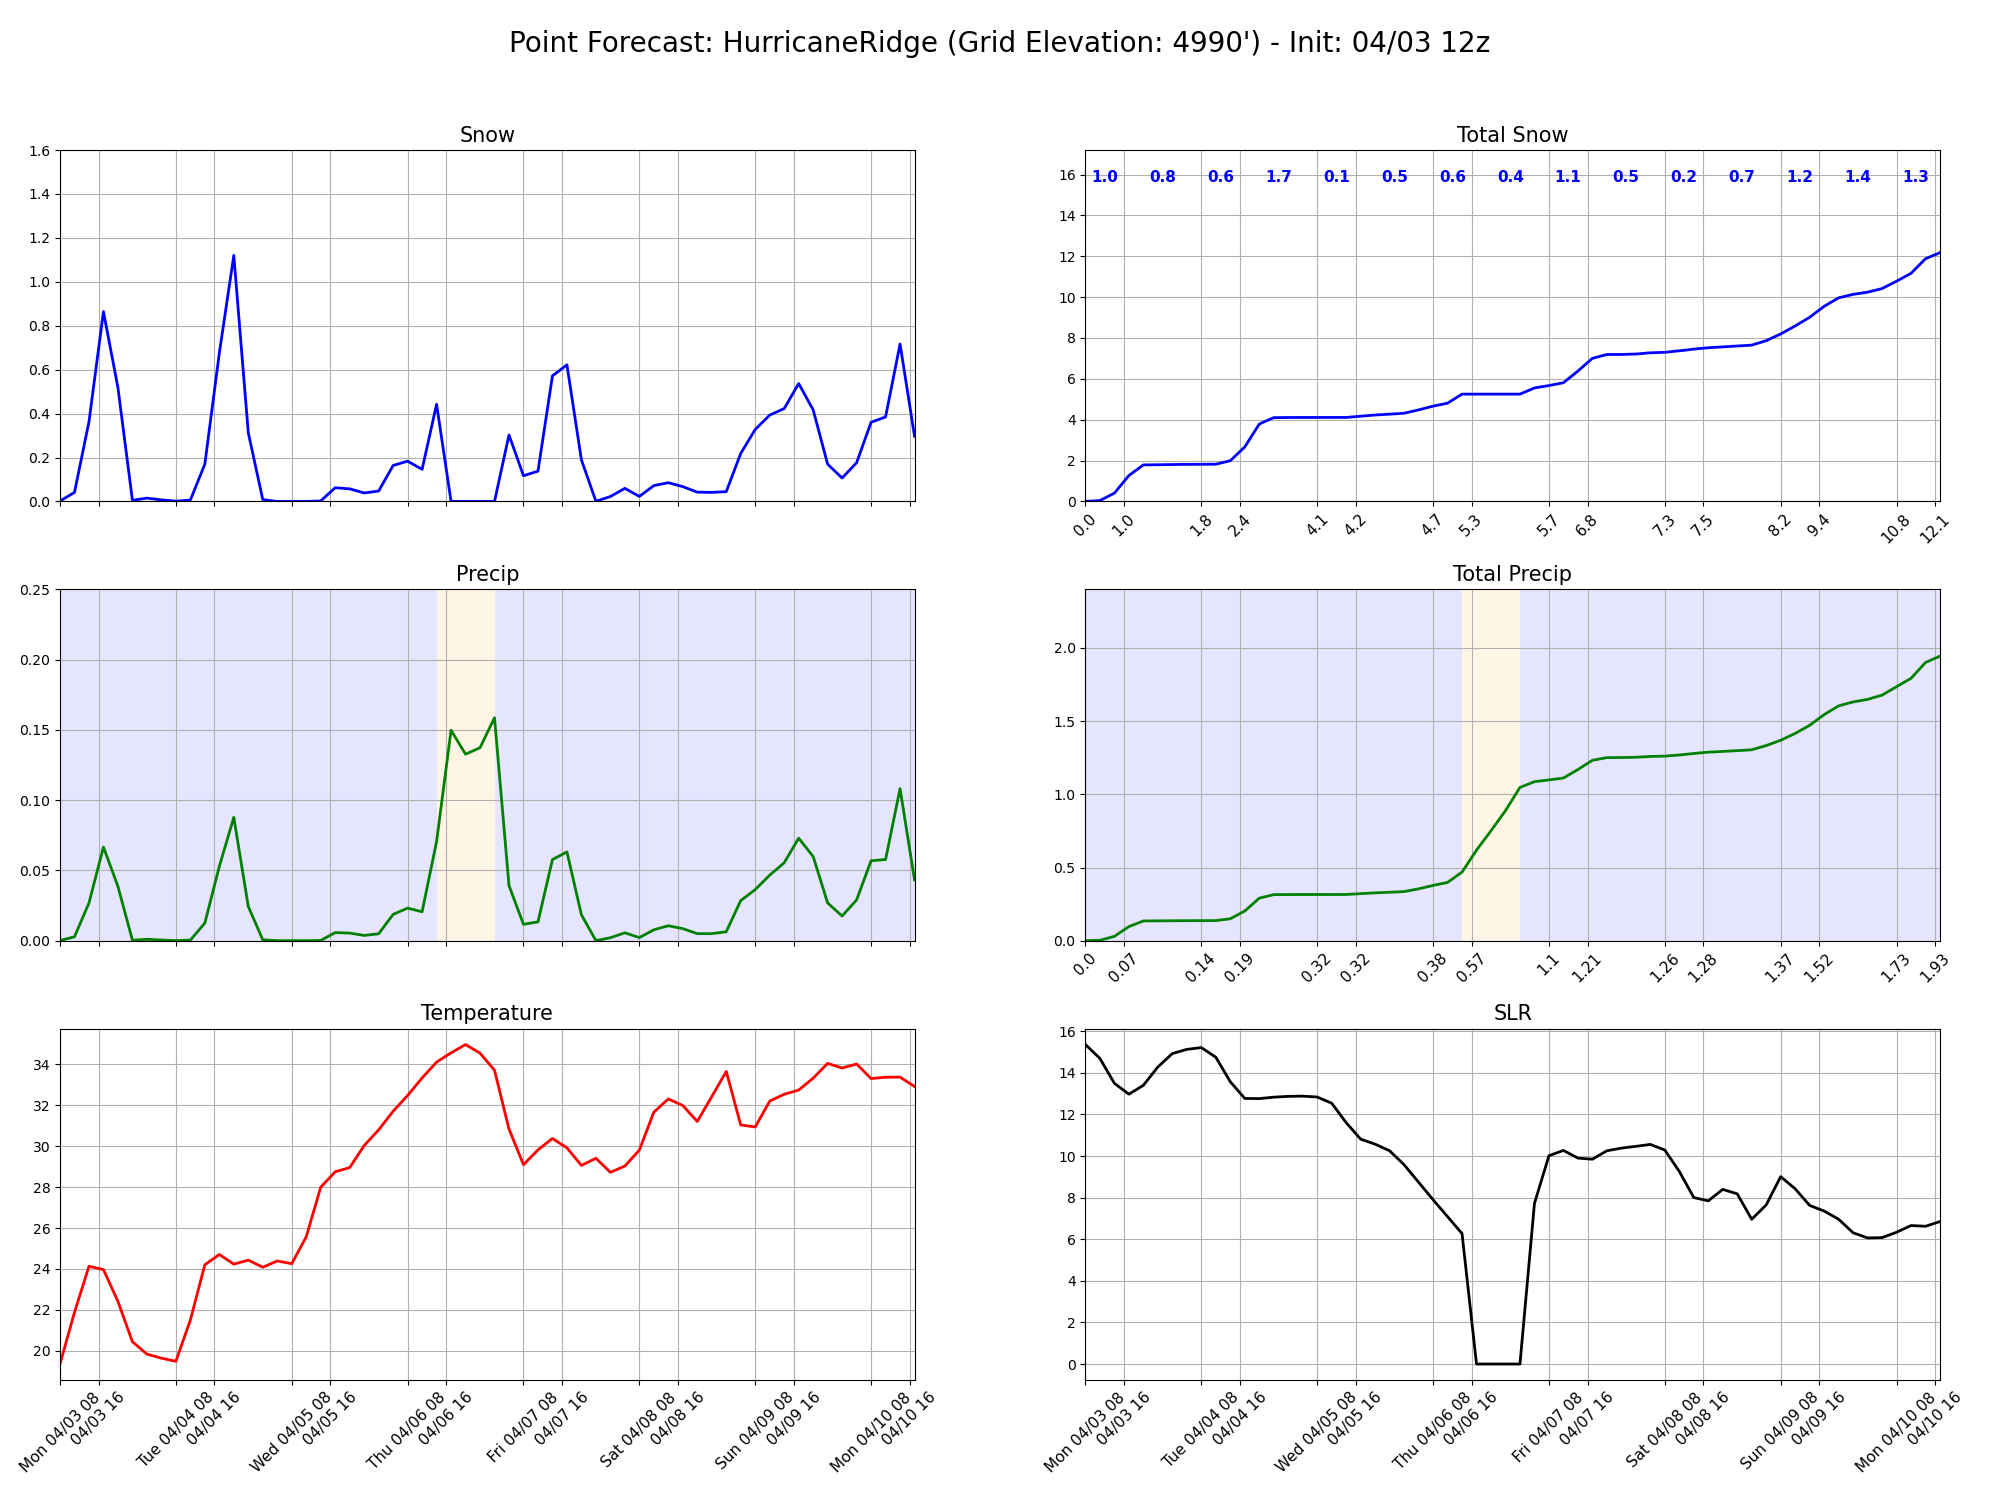 Point Forecast: HurricaneRidge (Grid Elevation: 4990') - Init: 04/03 12z
Snow
1.6
1.4
1.2
1.0
0.8
0.6
0.4
0.2
0.0
Total Snow
1.0 0.8 0.6 1.7 0.1 0.5 0.6 0.4 1.1 0.5 0.2 0.7 1.2 1.4 1.3
16
14
12
10
8
6
4
2
0
0.0 1.0 1.8 2.4 4.1 4.2 4.7 5.3 5.7 6.8 7.3 7.5 8.2 9.4 10.8 12.1
Precip
0.25
0.20
0.15
0.10
0.05
0.00
Total Precip
2.0
1.5
1.0
0.5
0.0
0.0 0.07 0.14 0.19 0.32 0.32 0.38 0.57 1.1 1.21 1.26 1.28 1.37 1.52 1.73 1.93
Temperature
34
32
30
28
26
24
22
20
Mon 04/03 08
04/03 16
Tue 04/04 08
04/04 16
Wed 04/05 08
04/05 16
Thu 04/06 08
04/06 16
Fri 04/07 08
04/07 16
Sat 04/08 08
04/08 16
Sun 04/09 08
04/09 16
Mon 04/10 08
04/10 16
SLR
16
14
12
10
8
6
4
2
0
Mon 04/03 08
04/03 16
Tue 04/04 08
04/04 16
Wed 04/05 08
04/05 16
Thu 04/06 08
04/06 16
Fri 04/07 08
04/07 16
Sat 04/08 08
04/08 16
Sun 04/09 08
04/09 16
Mon 04/10 08
04/10 16